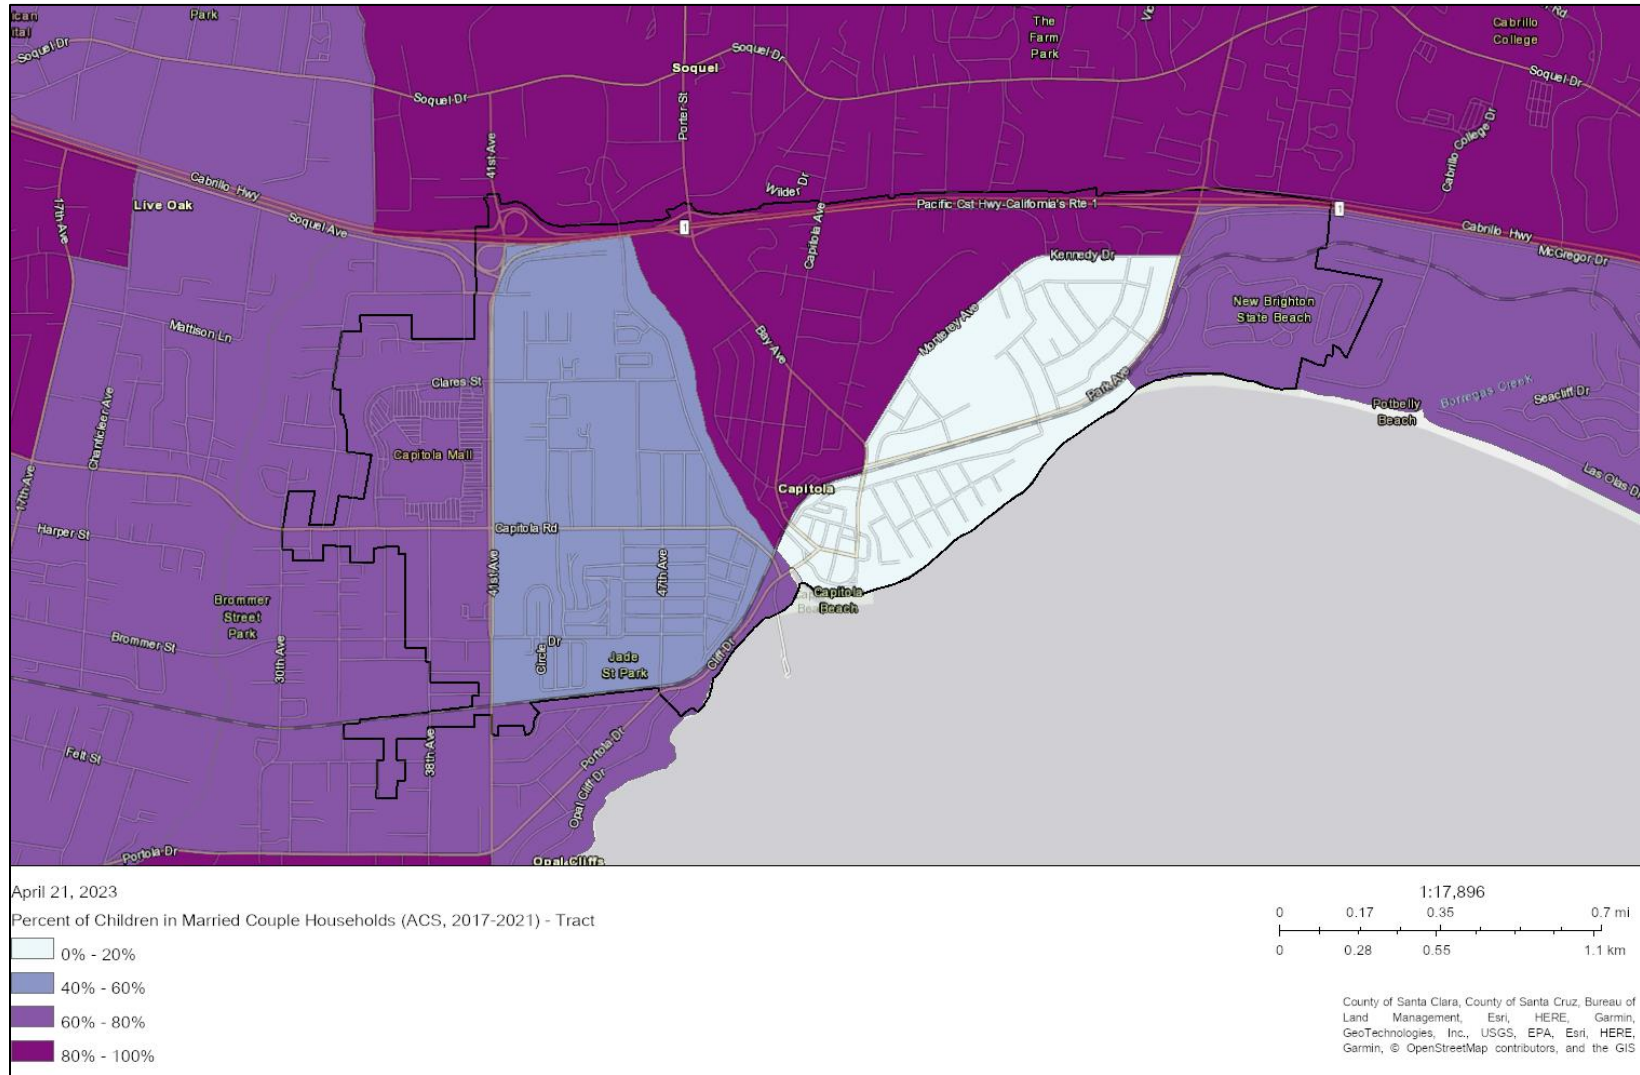 ican
ital
Park
The
Farm
Park
Cabrillo
College
Rd
Soquel Dr
Soquel
Soquel Dr
Soquel Dr
Soquel Dr
Porter St
41st Ave
Cabrillo College Dr
Cabrillo Hwy
Live Oak
Soquel Ave
17th Ave
Wilder Dr
Capitola Ave
Pacific Cst Hwy-California's Rte 1
1
1
Cabrillo Hwy
McGregor Dr
Kennedy Dr
New Brighton
State Beach
Mattison Ln
Monterey Ave
Bay Ave
Clares St
Park Ave
Chanticleer Ave
Potbelly
Beach
Borregas Creek
Seacliff Dr
Capitola Mall
Las Olas D
17th Ave
Capitola
Harper St
Capitola Rd
41st Ave
47th Ave
Capitola
Beach
Brommer
Street
Park
Brommer St
30th Ave
Circle Dr
Jade
St Park
Cliff Dr
Felt St
38th Ave
Portola Dr
Opal Cliff Dr
Portola Dr
Opal Cliffs
April 21, 2023
Percent of Children in Married Couple Households (ACS, 2017-2021) - Tract
0% - 20%
40% - 60%
60% - 80%
80% - 100%
1:17,896
0 0.17 0.35 0.7 mi
0 0.28 0.55 1.1 km
County of Santa Clara, County of Santa Cruz, Bureau of
Land Management, Esri, HERE, Garmin,
GeoTechnologies, Inc., USGS, EPA, Esri, HERE,
Garmin, © OpenStreetMap contributors, and the GIS